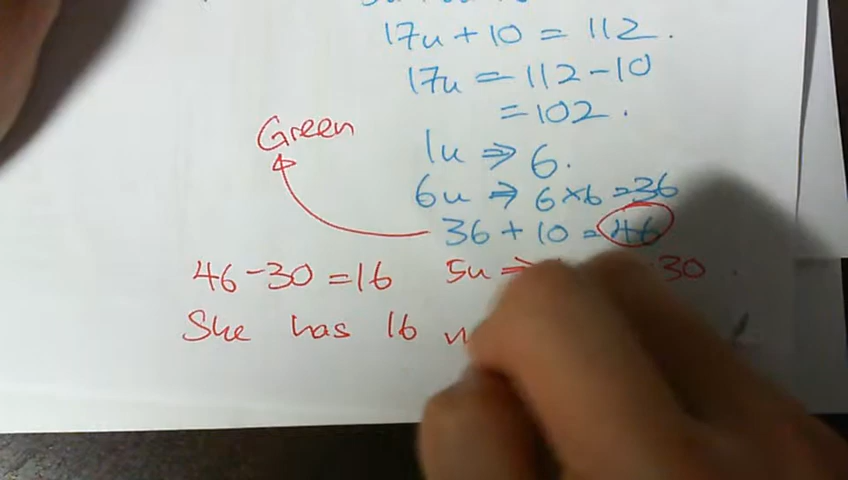 17u + 10 = 112.
17u = 112 - 10
= 102.
Green
1u ⇒ 6.
6u ⇒ 6 × 6 = 36
36 + 10 = 46
46 - 30 = 16 5u ⇒ 30
She has 16